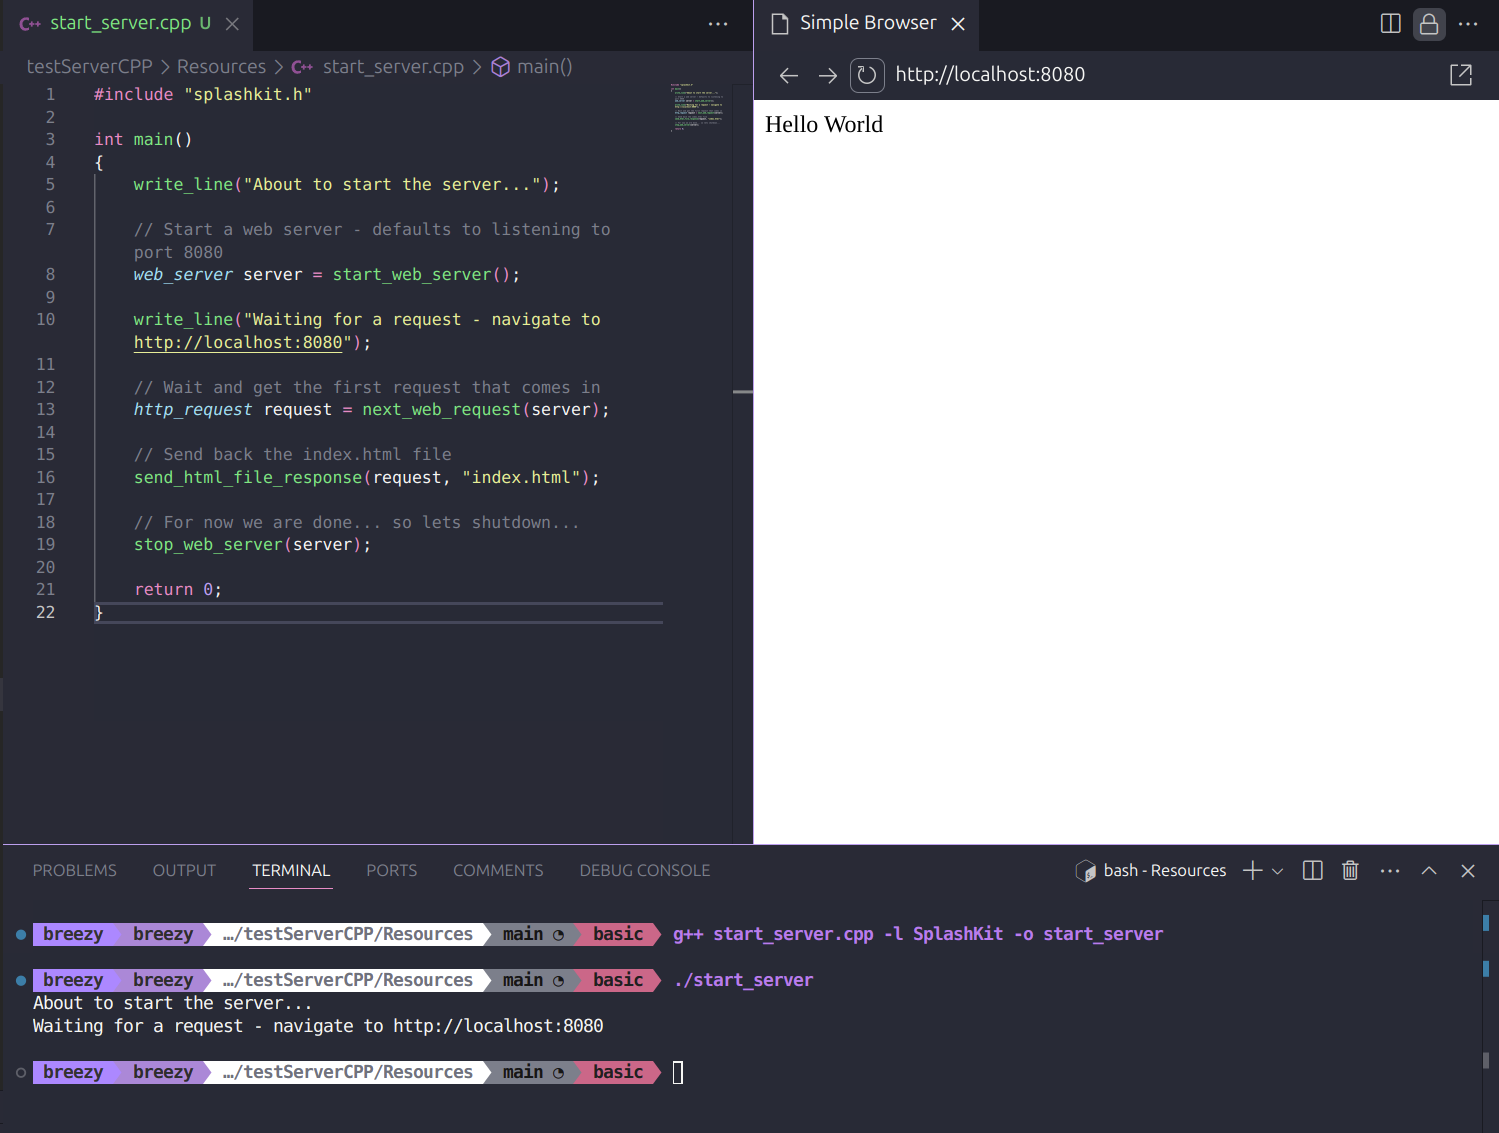 start_server.cpp U
Simple Browser
testServerCPP > Resources > C++ start_server.cpp > main()
http://localhost:8080
1 #include "splashkit.h"
2
3 int main()
4 {
5 write_line("About to start the server...");
6
7 // Start a web server - defaults to listening to
port 8080
8 web_server server = start_web_server();
9
10 write_line("Waiting for a request - navigate to
http://localhost:8080");
11
12 // Wait and get the first request that comes in
13 http_request request = next_web_request(server);
14
15 // Send back the index.html file
16 send_html_file_response(request, "index.html");
17
18 // For now we are done... so lets shutdown...
19 stop_web_server(server);
20
21 return 0;
22 }
Hello World
PROBLEMS OUTPUT TERMINAL PORTS COMMENTS DEBUG CONSOLE
bash - Resources
breezy breezy …/testServerCPP/Resources main basic g++ start_server.cpp -l SplashKit -o start_server
breezy breezy …/testServerCPP/Resources main basic ./start_server
About to start the server...
Waiting for a request - navigate to http://localhost:8080
breezy breezy …/testServerCPP/Resources main basic